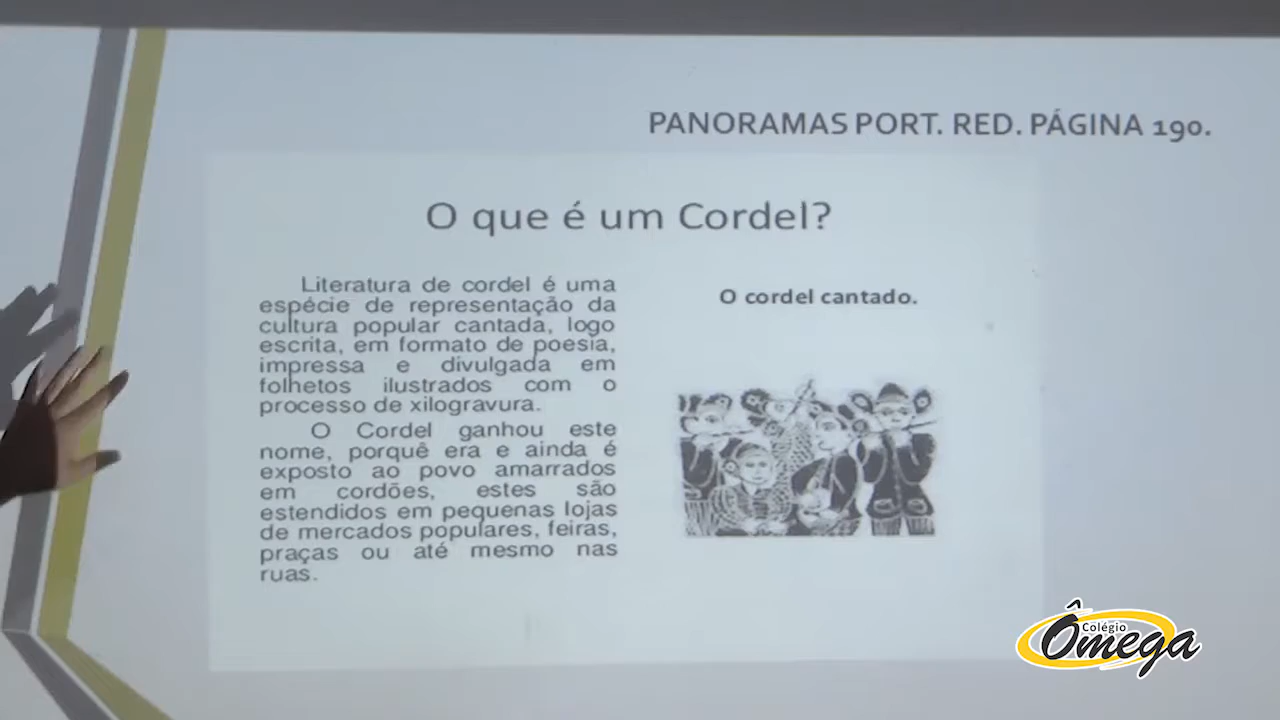 PANORAMAS PORT. RED. PÁGINA 190.
O que é um Cordel?
Literatura de cordel é uma
espécie de representação da
cultura popular cantada, logo
escrita, em formato de poesia,
impressa e divulgada em
folhetos ilustrados com o
processo de xilogravura.
O Cordel ganhou este
nome, porquê era e ainda é
exposto ao povo amarrados
em cordões, estes são
estendidos em pequenas lojas
de mercados populares, feiras,
praças ou até mesmo nas
ruas.
O cordel cantado.
Colégio
Ômega